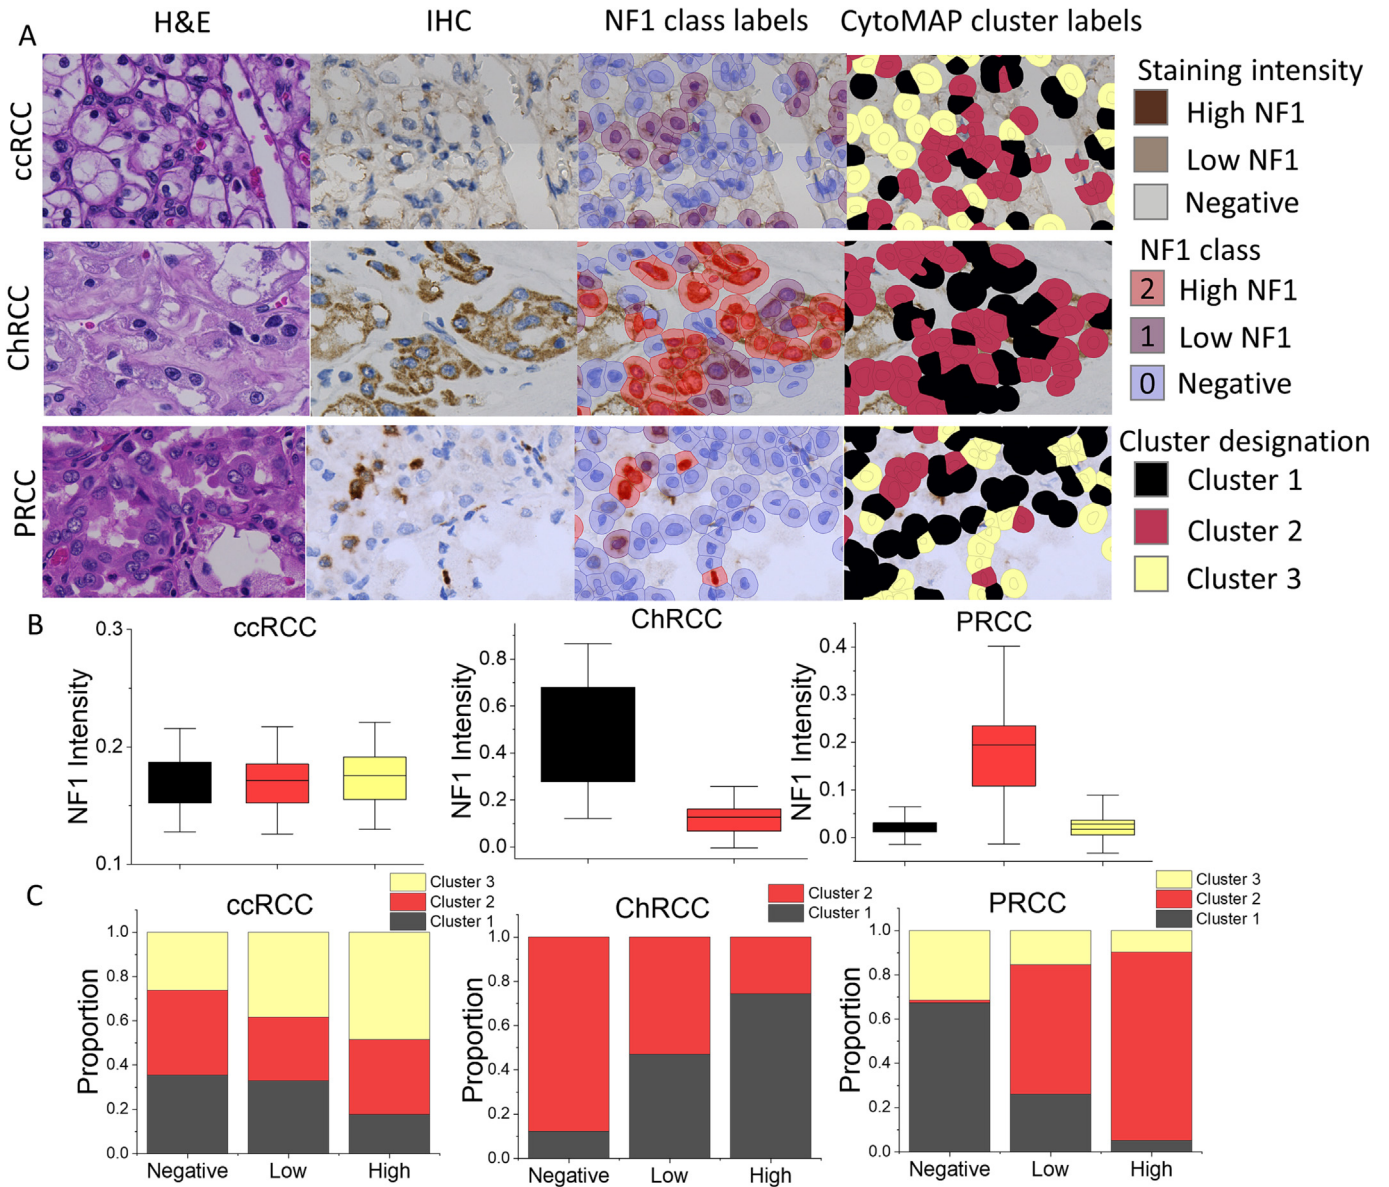 A
H&E
IHC
NF1 class labels
CytoMAP cluster labels
ccRCC
ChRCC
PRCC
Staining intensity
High NF1
Low NF1
Negative
NF1 class
2 High NF1
1 Low NF1
0 Negative
Cluster designation
Cluster 1
Cluster 2
Cluster 3
B
ccRCC
NF1 Intensity
0.3
0.2
0.1
ChRCC
NF1 Intensity
0.8
0.6
0.4
0.2
0.0
PRCC
NF1 Intensity
0.4
0.3
0.2
0.1
0.0
C
ccRCC
Cluster 3
Cluster 2
Cluster 1
Proportion
1.0
0.8
0.6
0.4
0.2
0.0
Negative Low High
ChRCC
Cluster 2
Cluster 1
Proportion
1.0
0.8
0.6
0.4
0.2
0.0
Negative Low High
PRCC
Cluster 3
Cluster 2
Cluster 1
Proportion
1.0
0.8
0.6
0.4
0.2
0.0
Negative Low High